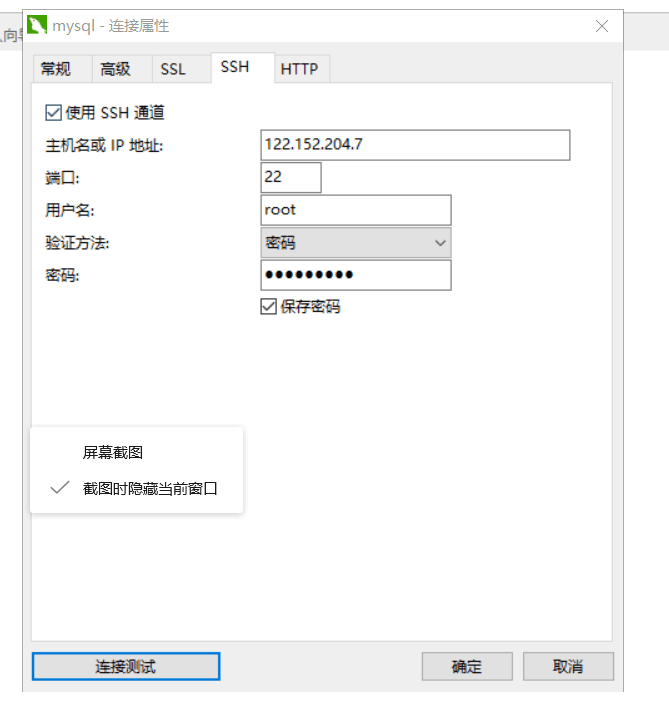 mysql - 连接属性
入向导
常规 高级 SSL SSH HTTP
使用 SSH 通道
主机名或 IP 地址: 122.152.204.7
端口: 22
用户名: root
验证方法: 密码
密码: ●●●●●●●●●
保存密码
屏幕截图
截图时隐藏当前窗口
连接测试 确定 取消